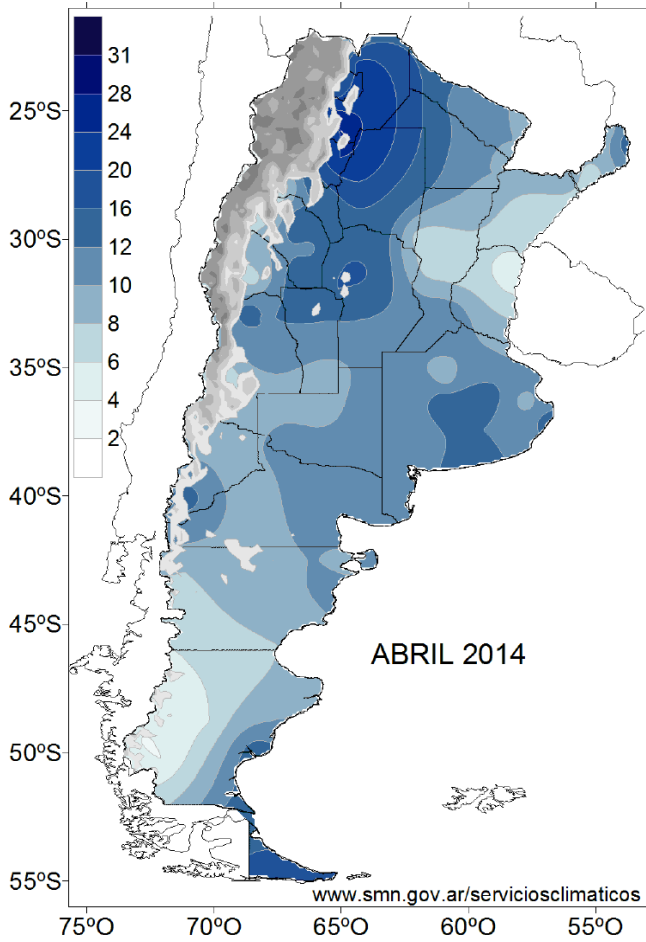 31
28
24
20
16
12
10
8
6
4
2
25ºS
30ºS
35ºS
40ºS
45ºS
50ºS
55ºS
ABRIL 2014
www.smn.gov.ar/serviciosclimaticos
75ºO 70ºO 65ºO 60ºO 55ºO